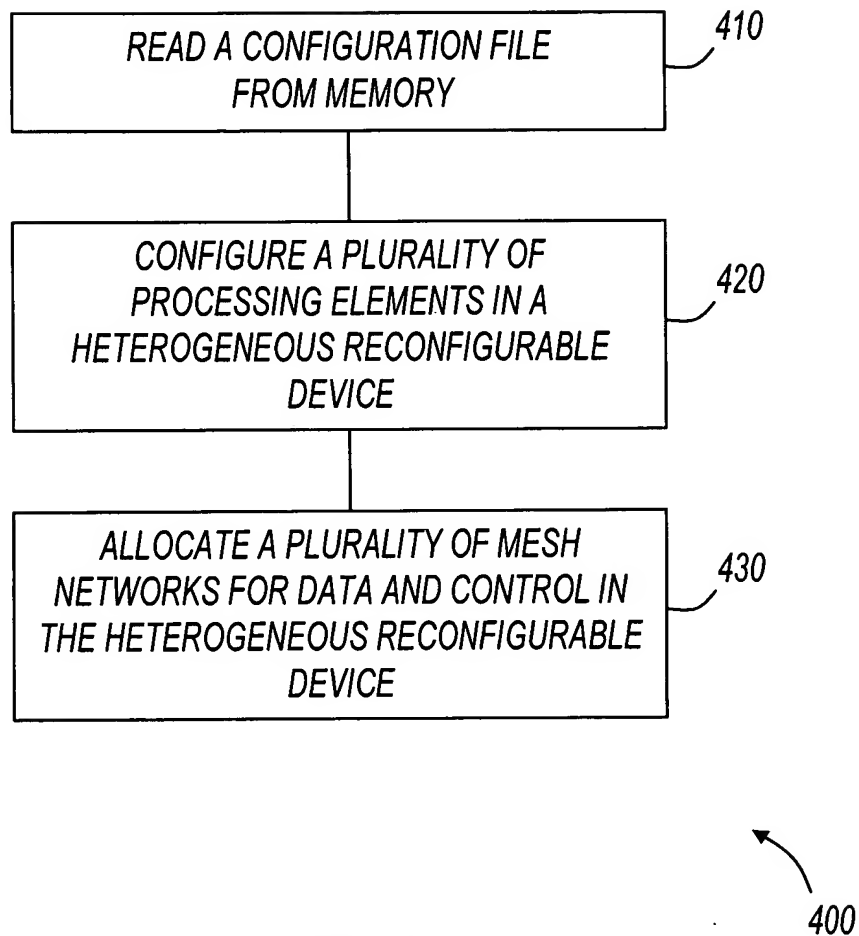 READ A CONFIGURATION FILE
FROM MEMORY
410
CONFIGURE A PLURALITY OF
PROCESSING ELEMENTS IN A
HETEROGENEOUS RECONFIGURABLE
DEVICE
420
ALLOCATE A PLURALITY OF MESH
NETWORKS FOR DATA AND CONTROL IN
THE HETEROGENEOUS RECONFIGURABLE
DEVICE
430
400